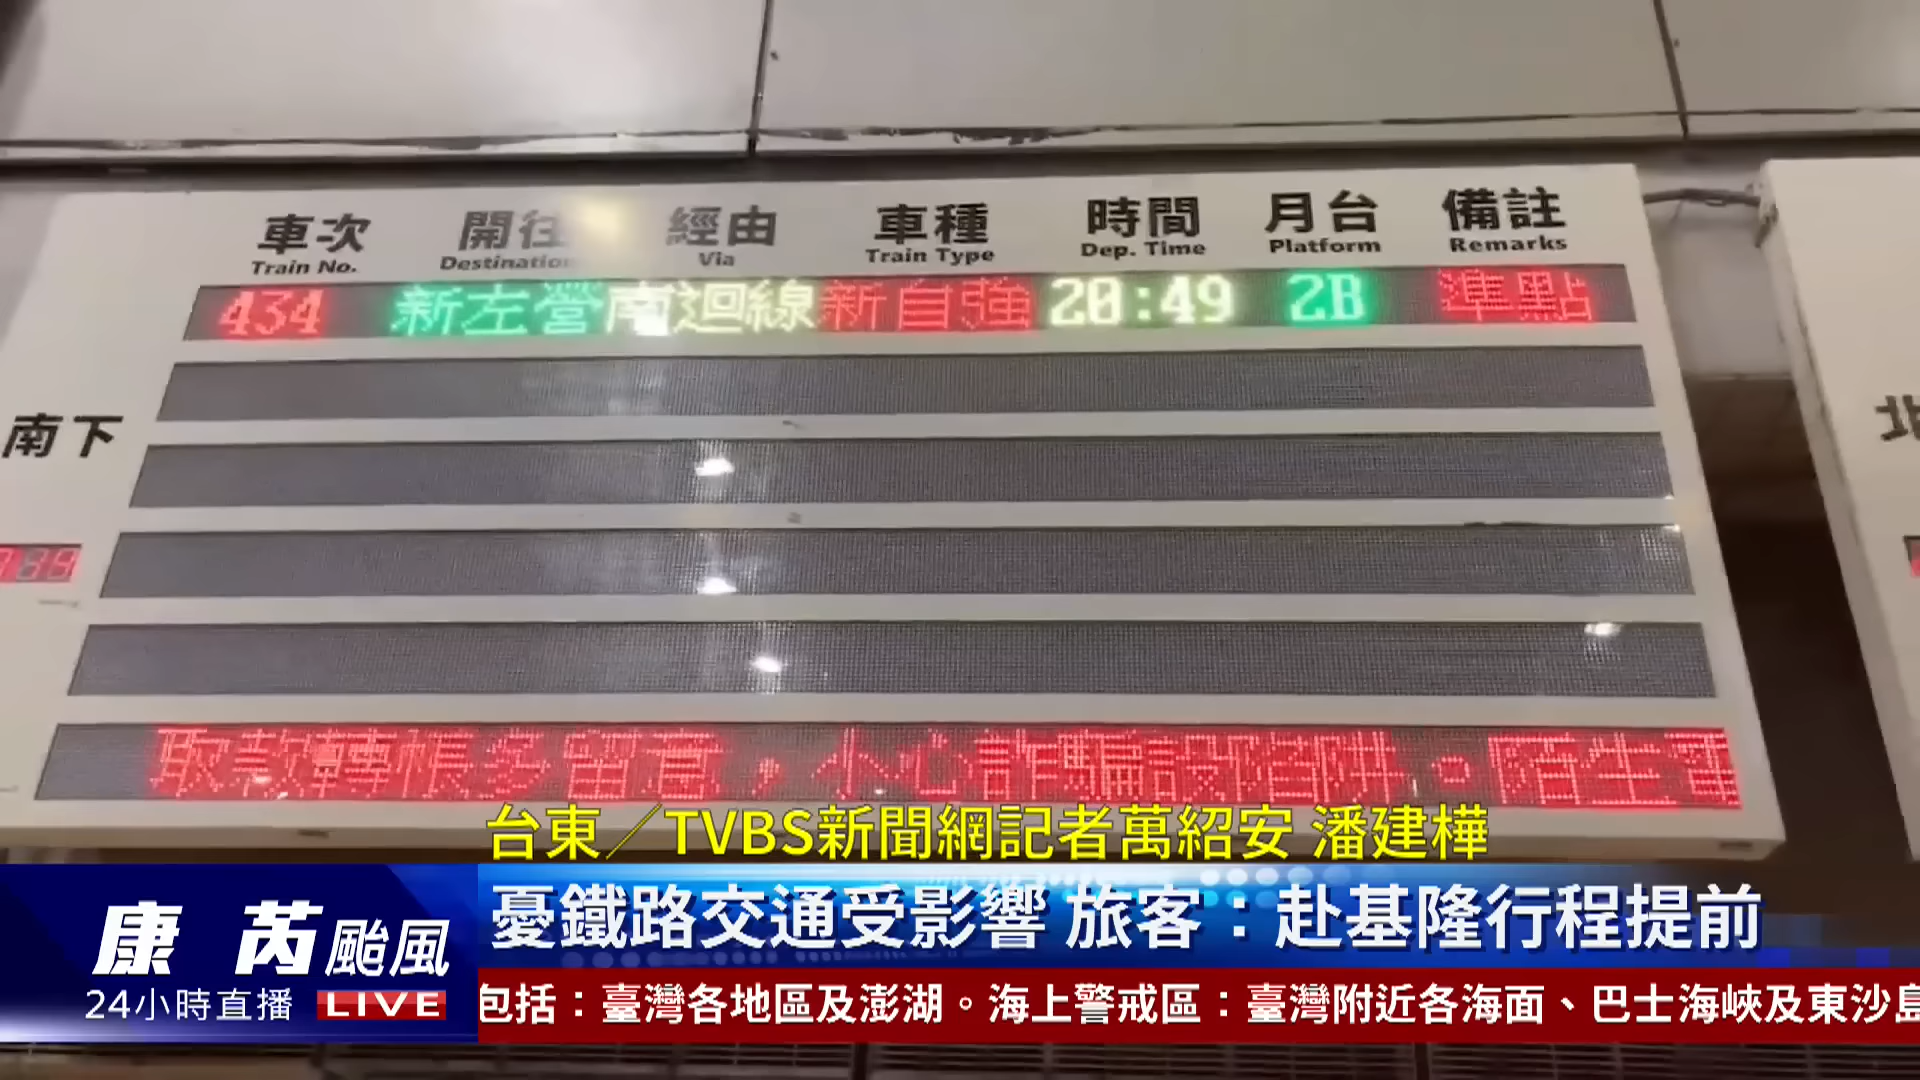 車次 開往 經由 車種 時間 月台 備註
Train No. Destination Via Train Type Dep. Time Platform Remarks
434 新左營 南迴線 新自強 20:49 2B 準點
南下
北
取款轉帳多留意，小心詐騙設陷阱。陌生電
台東／TVBS新聞網記者萬紹安 潘建樺
憂鐵路交通受影響 旅客：赴基隆行程提前
康芮颱風
24小時直播 LIVE
包括：臺灣各地區及澎湖。海上警戒區：臺灣附近各海面、巴士海峽及東沙島